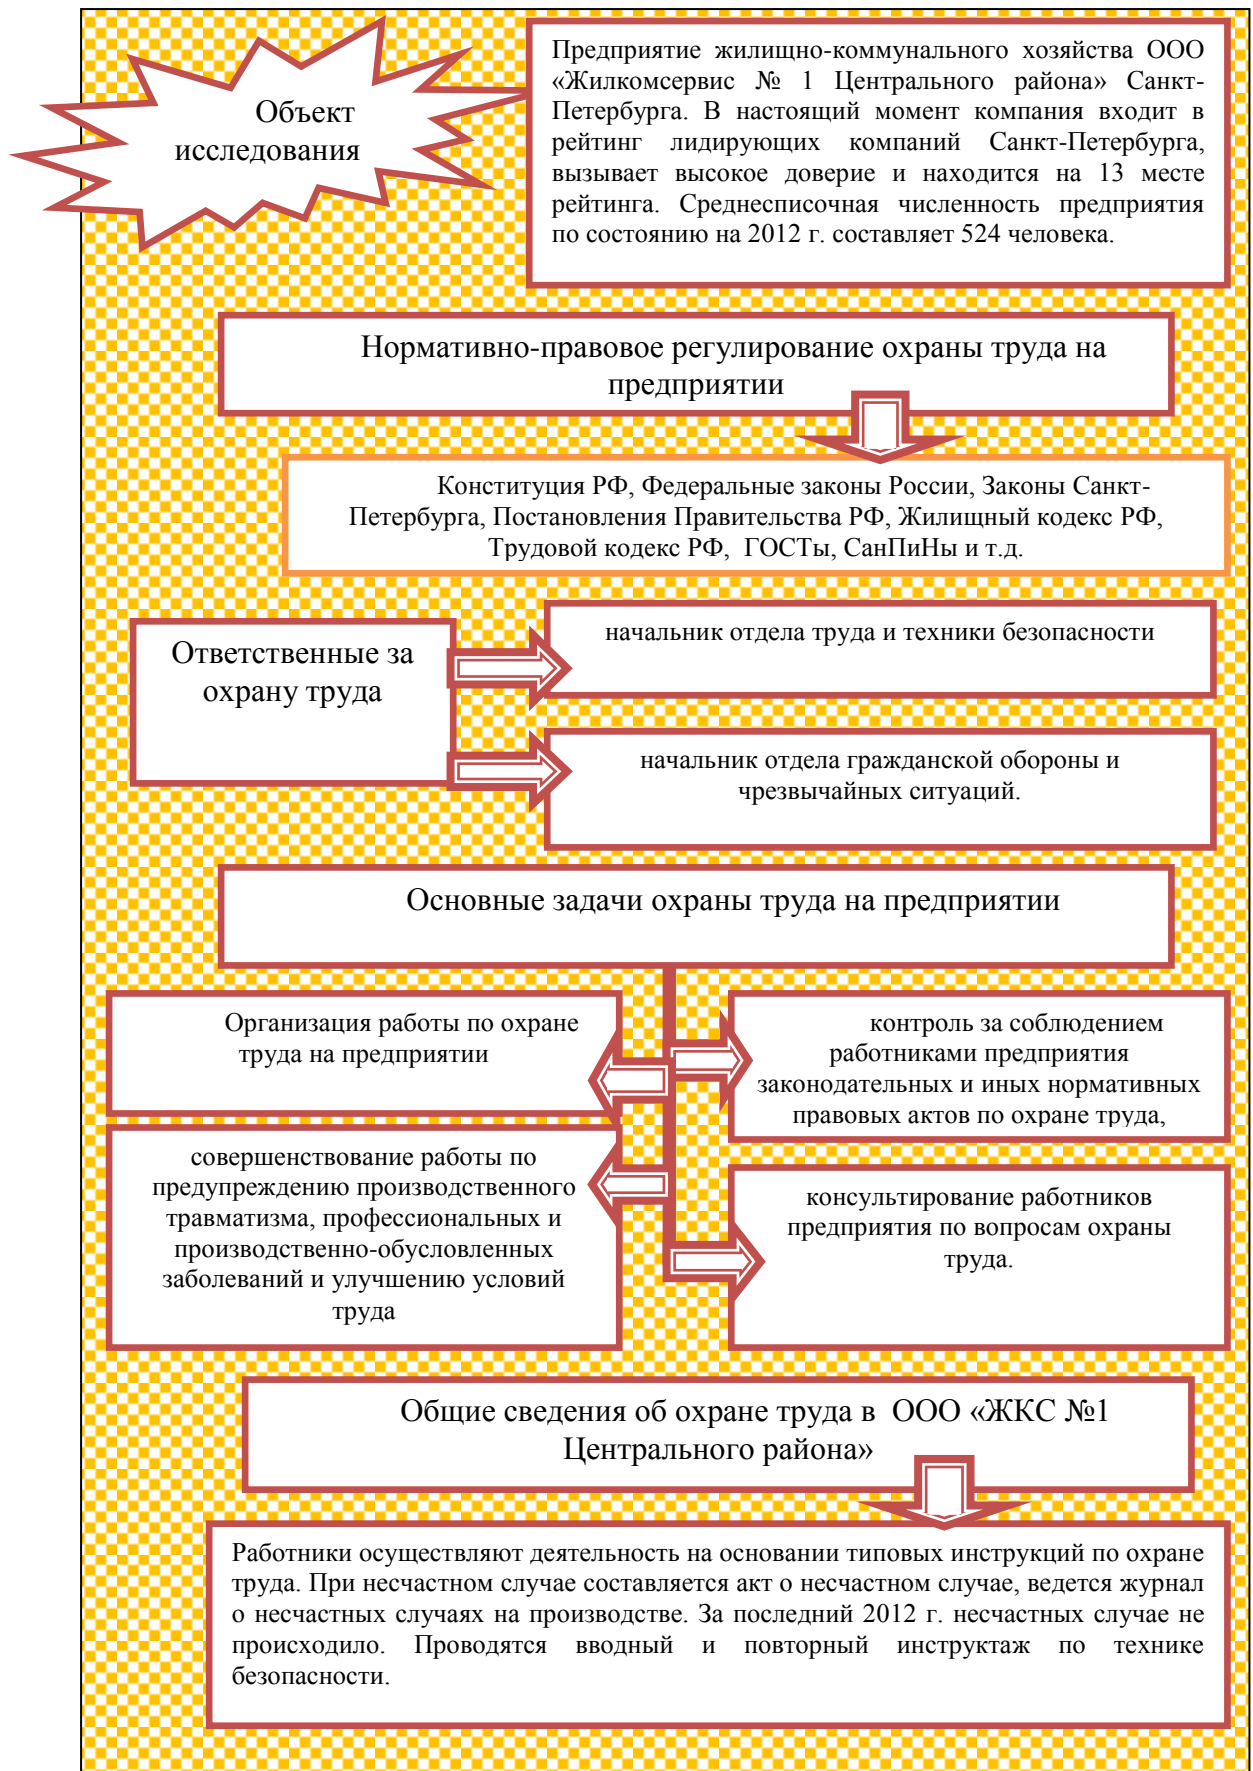 Объект
исследования
Предприятие жилищно-коммунального хозяйства ООО
«Жилкомсервис № 1 Центрального района» Санкт-
Петербурга. В настоящий момент компания входит в
рейтинг лидирующих компаний Санкт-Петербурга,
вызывает высокое доверие и находится на 13 месте
рейтинга. Среднесписочная численность предприятия
по состоянию на 2012 г. составляет 524 человека.
Нормативно-правовое регулирование охраны труда на
предприятии
Конституция РФ, Федеральные законы России, Законы Санкт-
Петербурга, Постановления Правительства РФ, Жилищный кодекс РФ,
Трудовой кодекс РФ, ГОСТы, СанПиНы и т.д.
Ответственные за
охрану труда
начальник отдела труда и техники безопасности
начальник отдела гражданской обороны и
чрезвычайных ситуаций.
Основные задачи охраны труда на предприятии
Организация работы по охране
труда на предприятии
контроль за соблюдением
работниками предприятия
законодательных и иных нормативных
правовых актов по охране труда,
совершенствование работы по
предупреждению производственного
травматизма, профессиональных и
производственно-обусловленных
заболеваний и улучшению условий
труда
консультирование работников
предприятия по вопросам охраны
труда.
Общие сведения об охране труда в ООО «ЖКС №1
Центрального района»
Работники осуществляют деятельность на основании типовых инструкций по охране
труда. При несчастном случае составляется акт о несчастном случае, ведется журнал
о несчастных случаях на производстве. За последний 2012 г. несчастных случае не
происходило. Проводятся вводный и повторный инструктаж по технике
безопасности.